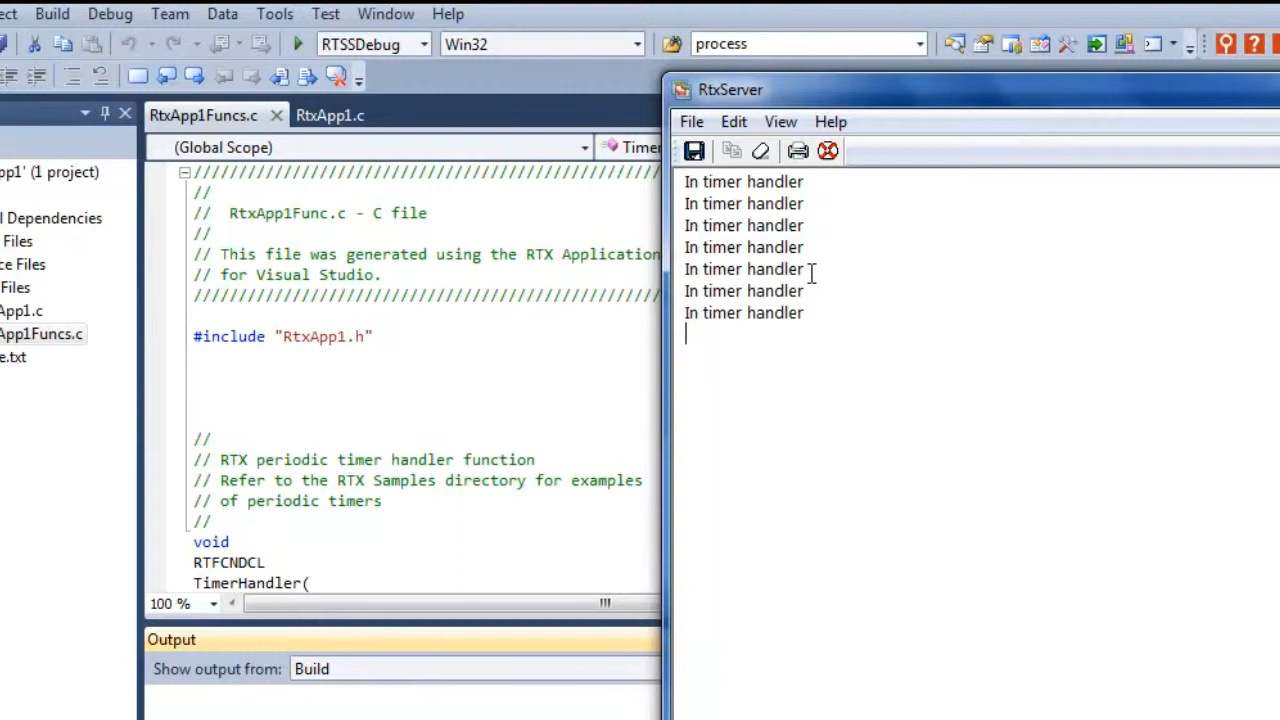 ect Build Debug Team Data Tools Test Window Help
RTSSDebug Win32 process
RtxApp1Funcs.c RtxApp1.c
(Global Scope) Timer
pp1' (1 project)
l Dependencies
Files
ce Files
Files
App1.c
App1Funcs.c
e.txt
////////////////////////////////////////////////////
//
// RtxApp1Func.c - C file
//
// This file was generated using the RTX Application
// for Visual Studio.
////////////////////////////////////////////////////
#include "RtxApp1.h"
//
// RTX periodic timer handler function
// Refer to the RTX Samples directory for examples
// of periodic timers
//
void
RTFCNDCL
TimerHandler(
100 %
Output
Show output from: Build
RtxServer
File Edit View Help
In timer handler
In timer handler
In timer handler
In timer handler
In timer handler
In timer handler
In timer handler